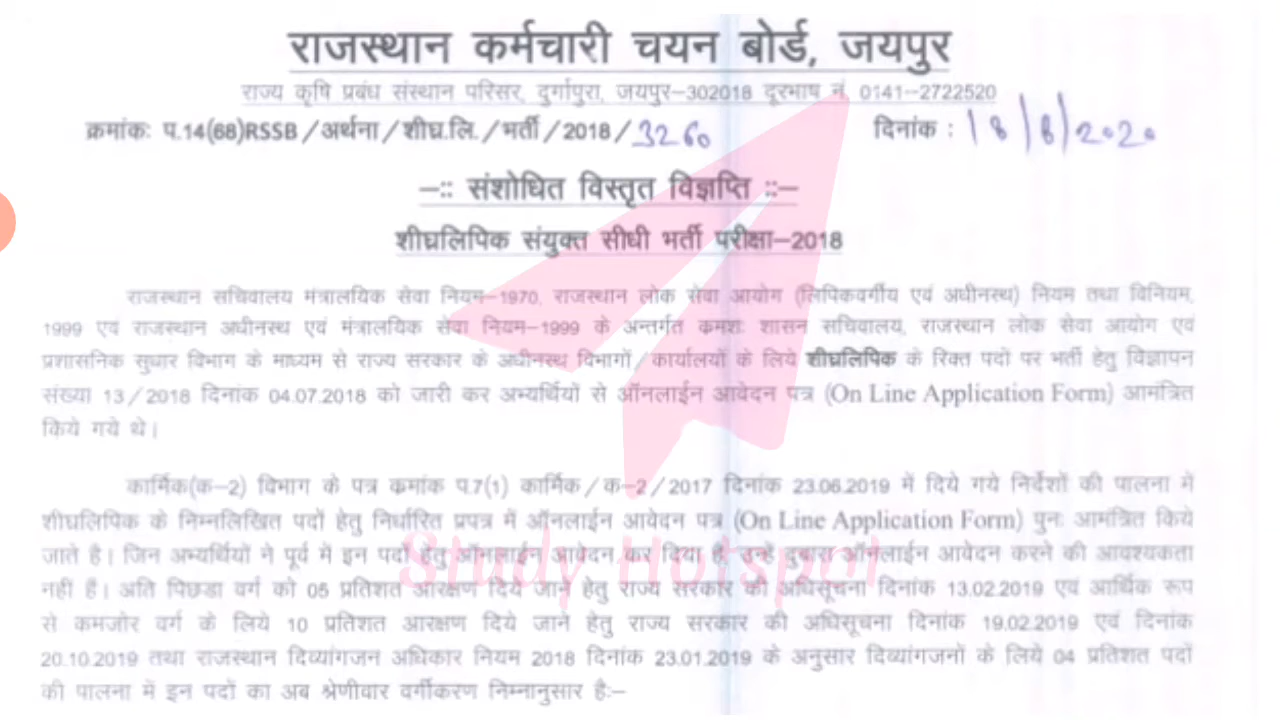 राजस्थान कर्मचारी चयन बोर्ड, जयपुर
राज्य कृषि प्रबंध संस्थान परिसर, दुर्गापुरा, जयपुर–302018 दूरभाष नं. 0141–2722520
क्रमांकः प.14(68)RSSB/अर्थना/शीघ्र.लि./भर्ती/2018/3260 दिनांक : 18/8/2020
–:: संशोधित विस्तृत विज्ञप्ति ::–
शीघ्रलिपिक संयुक्त सीधी भर्ती परीक्षा–2018
राजस्थान सचिवालय मंत्रालयिक सेवा नियम–1970, राजस्थान लोक सेवा आयोग (लिपिकवर्गीय एवं अधीनस्थ) नियम तथा विनियम,
1999 एवं राजस्थान अधीनस्थ एवं मंत्रालयिक सेवा नियम–1999 के अन्तर्गत क्रमशः शासन सचिवालय, राजस्थान लोक सेवा आयोग एवं
प्रशासनिक सुधार विभाग के माध्यम से राज्य सरकार के अधीनस्थ विभागों/कार्यालयों के लिये शीघ्रलिपिक के रिक्त पदों पर भर्ती हेतु विज्ञापन
संख्या 13/2018 दिनांक 04.07.2018 को जारी कर अभ्यर्थियों से ऑनलाईन आवेदन पत्र (On Line Application Form) आमंत्रित
किये गये थे।
कार्मिक(क–2) विभाग के पत्र क्रमांक प.7(1) कार्मिक/क–2/2017 दिनांक 23.06.2019 में दिये गये निर्देशों की पालना में
शीघ्रलिपिक के निम्नलिखित पदों हेतु निर्धारित प्रपत्र में ऑनलाईन आवेदन पत्र (On Line Application Form) पुनः आमंत्रित किये
जाते है। जिन अभ्यर्थियों ने पूर्व में इन पदों हेतु ऑनलाईन आवेदन कर दिया है, उन्हें दुबारा ऑनलाईन आवेदन करने की आवश्यकता
नहीं है। अति पिछडा वर्ग को 05 प्रतिशत आरक्षण दिये जाने हेतु राज्य सरकार की अधिसूचना दिनांक 13.02.2019 एवं आर्थिक रूप
से कमजोर वर्ग के लिये 10 प्रतिशत आरक्षण दिये जाने हेतु राज्य सरकार की अधिसूचना दिनांक 19.02.2019 एवं दिनांक
20.10.2019 तथा राजस्थान दिव्यांगजन अधिकार नियम 2018 दिनांक 23.01.2019 के अनुसार दिव्यांगजनों के लिये 04 प्रतिशत पदों
की पालना में इन पदों का अब श्रेणीवार वर्गीकरण निम्नानुसार हैः–
Study Hotspot